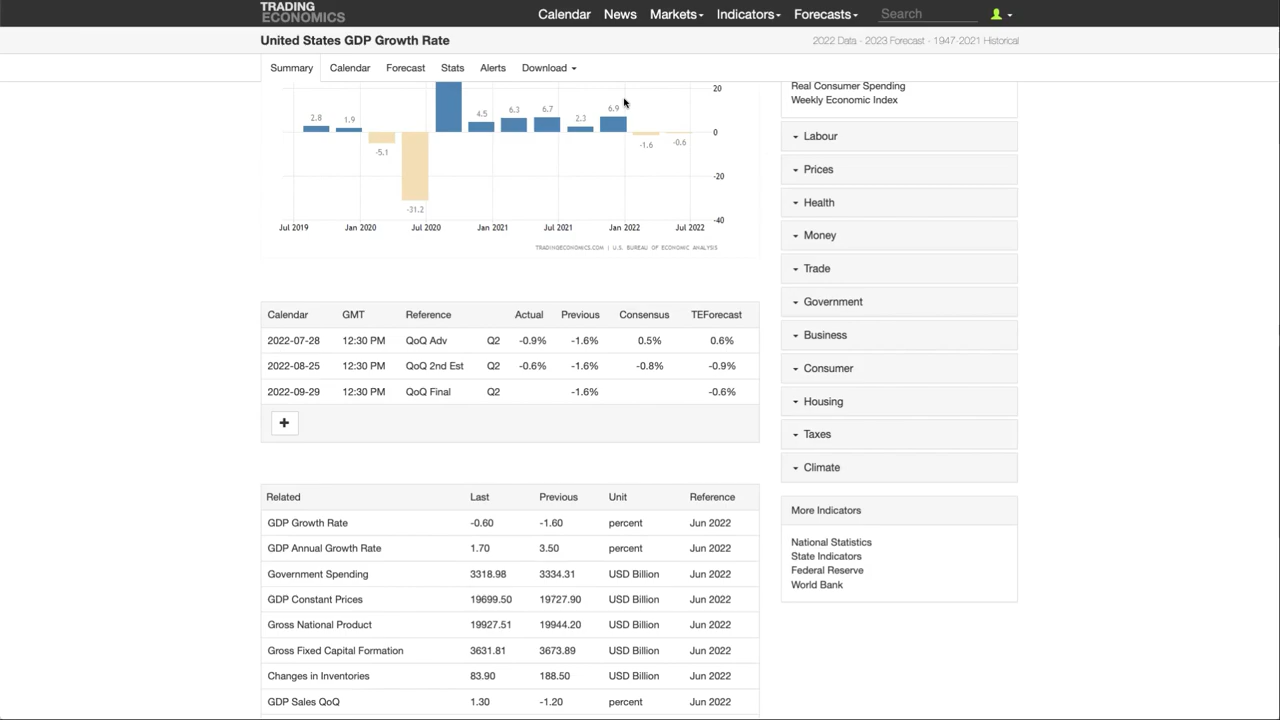 TRADING
ECONOMICS
Calendar News Markets Indicators Forecasts Search
United States GDP Growth Rate
2022 Data - 2023 Forecast - 1947-2021 Historical
Summary Calendar Forecast Stats Alerts Download
20
2.8 1.9 4.5 6.3 6.7 2.3 6.9
0
-5.1 -1.6 -0.6
-20
-31.2
-40
Jul 2019 Jan 2020 Jul 2020 Jan 2021 Jul 2021 Jan 2022 Jul 2022
TRADINGECONOMICS.COM | U.S. BUREAU OF ECONOMIC ANALYSIS
Calendar GMT Reference Actual Previous Consensus TEForecast
2022-07-28 12:30 PM QoQ Adv Q2 -0.9% -1.6% 0.5% 0.6%
2022-08-25 12:30 PM QoQ 2nd Est Q2 -0.6% -1.6% -0.8% -0.9%
2022-09-29 12:30 PM QoQ Final Q2 -1.6% -0.6%
+
Related Last Previous Unit Reference
GDP Growth Rate -0.60 -1.60 percent Jun 2022
GDP Annual Growth Rate 1.70 3.50 percent Jun 2022
Government Spending 3318.98 3334.31 USD Billion Jun 2022
GDP Constant Prices 19699.50 19727.90 USD Billion Jun 2022
Gross National Product 19927.51 19944.20 USD Billion Jun 2022
Gross Fixed Capital Formation 3631.81 3673.89 USD Billion Jun 2022
Changes in Inventories 83.90 188.50 USD Billion Jun 2022
GDP Sales QoQ 1.30 -1.20 percent Jun 2022
Real Consumer Spending
Weekly Economic Index
Labour
Prices
Health
Money
Trade
Government
Business
Consumer
Housing
Taxes
Climate
More Indicators
National Statistics
State Indicators
Federal Reserve
World Bank